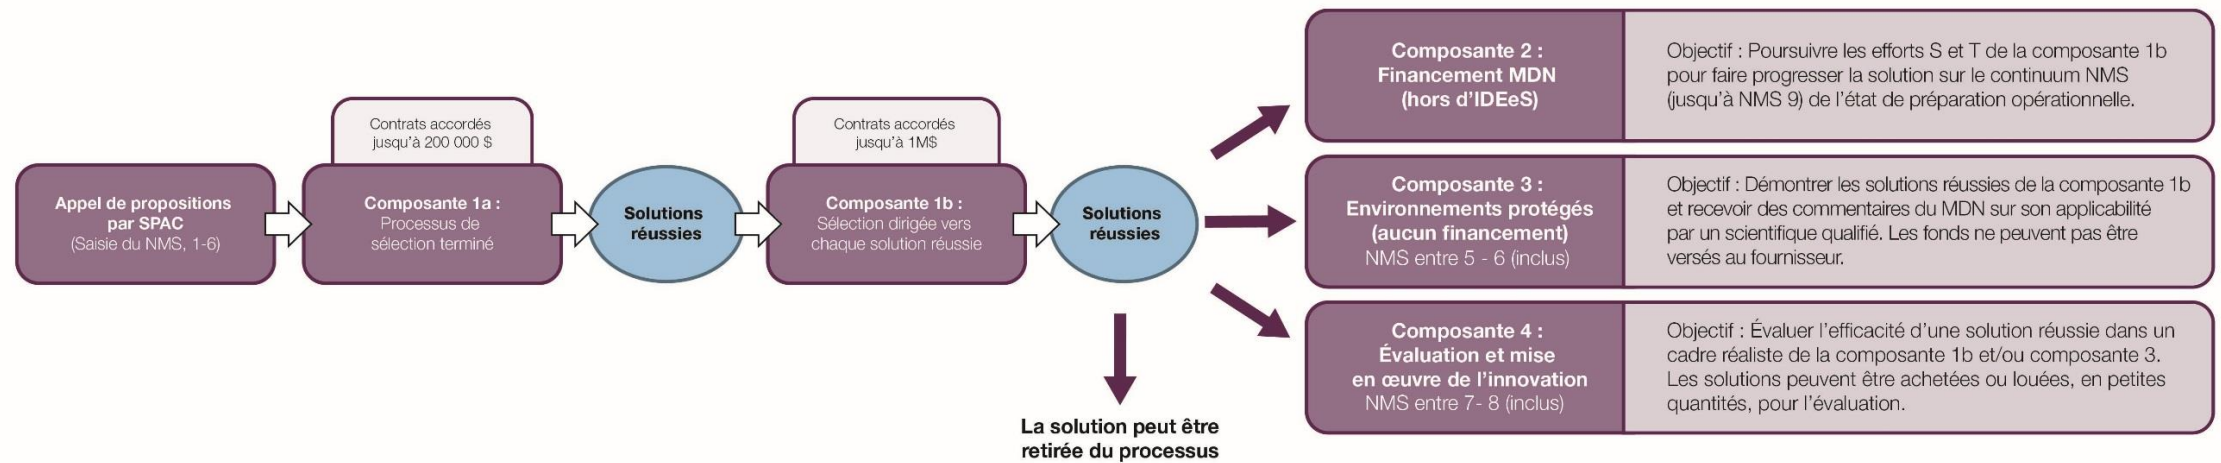 Appel de propositions
par SPAC
(Saisie du NMS, 1-6)
Contrats accordés
jusqu'à 200 000 $
Composante 1a :
Processus de
sélection terminé
Solutions
réussies
Contrats accordés
jusqu'à 1M$
Composante 1b :
Sélection dirigée vers
chaque solution réussie
Solutions
réussies
La solution peut être
retirée du processus
Composante 2 :
Financement MDN
(hors d'IDEeS)
Objectif : Poursuivre les efforts S et T de la composante 1b
pour faire progresser la solution sur le continuum NMS
(jusqu'à NMS 9) de l'état de préparation opérationnelle.
Composante 3 :
Environnements protégés
(aucun financement)
NMS entre 5 - 6 (inclus)
Objectif : Démontrer les solutions réussies de la composante 1b
et recevoir des commentaires du MDN sur son applicabilité
par un scientifique qualifié. Les fonds ne peuvent pas être
versés au fournisseur.
Composante 4 :
Évaluation et mise
en œuvre de l'innovation
NMS entre 7- 8 (inclus)
Objectif : Évaluer l'efficacité d'une solution réussie dans un
cadre réaliste de la composante 1b et/ou composante 3.
Les solutions peuvent être achetées ou louées, en petites
quantités, pour l'évaluation.